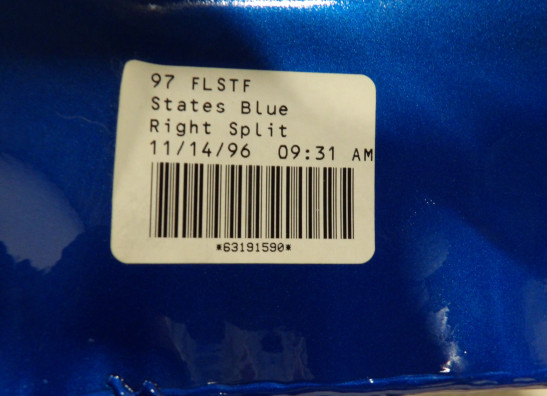 97 FLSTF
States Blue
Right Split
11/14/96 09:31 AM
*63191590*